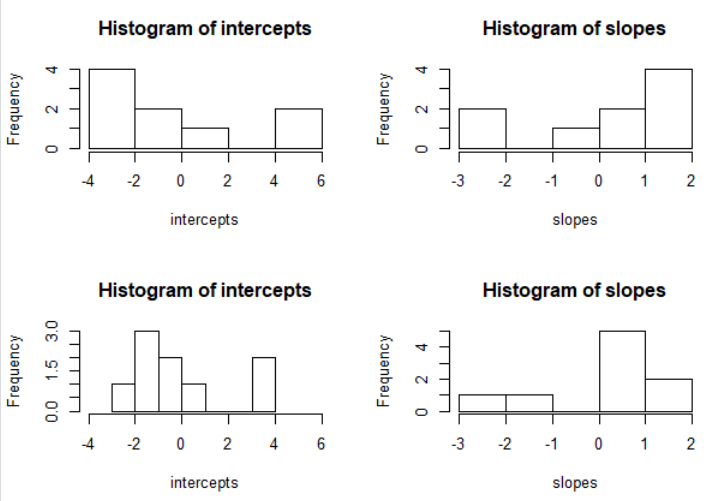 Histogram of intercepts
Frequency
0 2 4
-4 -2 0 2 4 6
intercepts
Histogram of slopes
Frequency
0 2 4
-3 -2 -1 0 1 2
slopes
Histogram of intercepts
Frequency
0.0 1.5 3.0
-4 -2 0 2 4 6
intercepts
Histogram of slopes
Frequency
0 2 4
-3 -2 -1 0 1 2
slopes